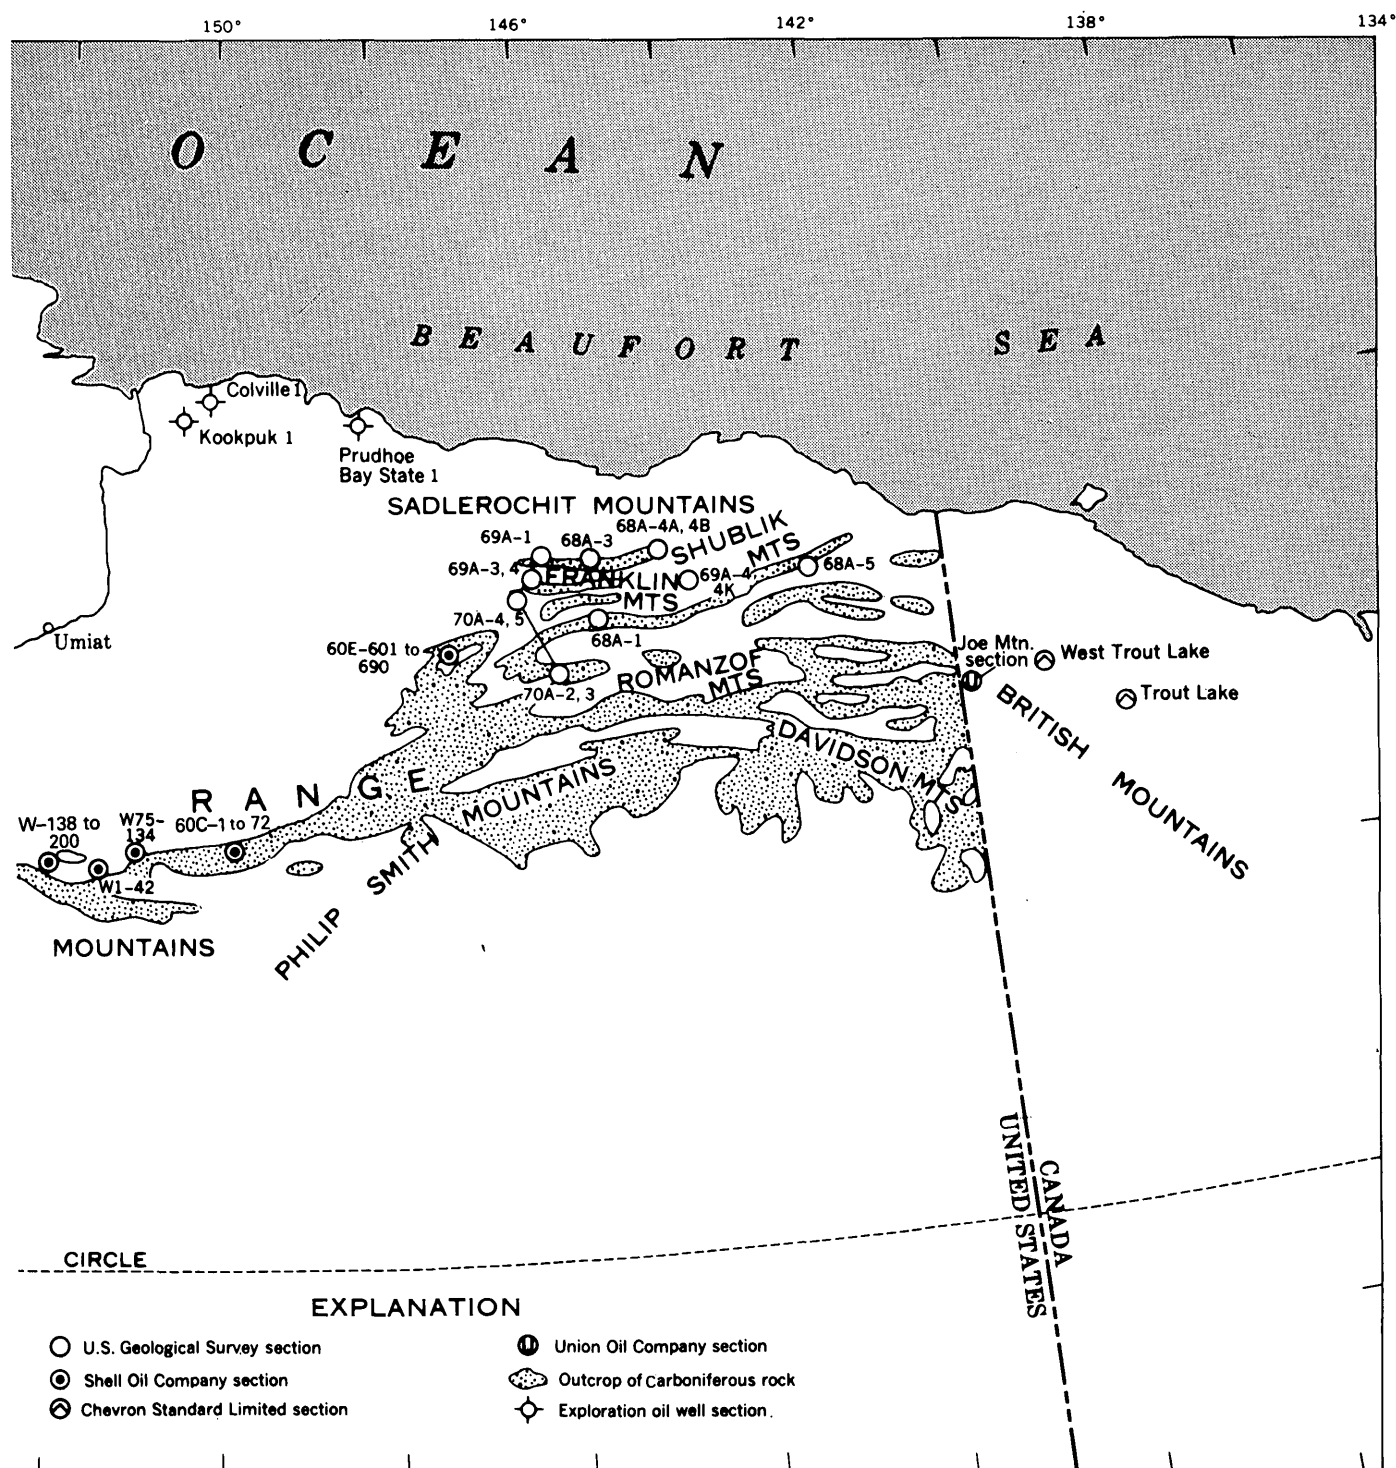 150° 146° 142° 138° 134°
OCEAN
BEAUFORT SEA
Colville 1
Kookpuk 1
Prudhoe
Bay State 1
SADLEROCHIT MOUNTAINS
68A-4A, 4B
69A-1
68A-3
SHUBLIK
MTS
69A-3, 4
FRANKLIN
MTS
69A-4
4K
68A-5
70A-4, 5
68A-1
Umiat
60E-601 to
690
70A-2, 3
ROMANZOF
MTS
Joe Mtn.
section
West Trout Lake
Trout Lake
BRITISH MOUNTAINS
DAVIDSON MTS
RANGE
W-138 to
200
W75-
134
60C-1 to 72
W1-42
MOUNTAINS
PHILIP SMITH MOUNTAINS
UNITED STATES
CANADA
CIRCLE
EXPLANATION
U.S. Geological Survey section
Shell Oil Company section
Chevron Standard Limited section
Union Oil Company section
Outcrop of Carboniferous rock
Exploration oil well section.